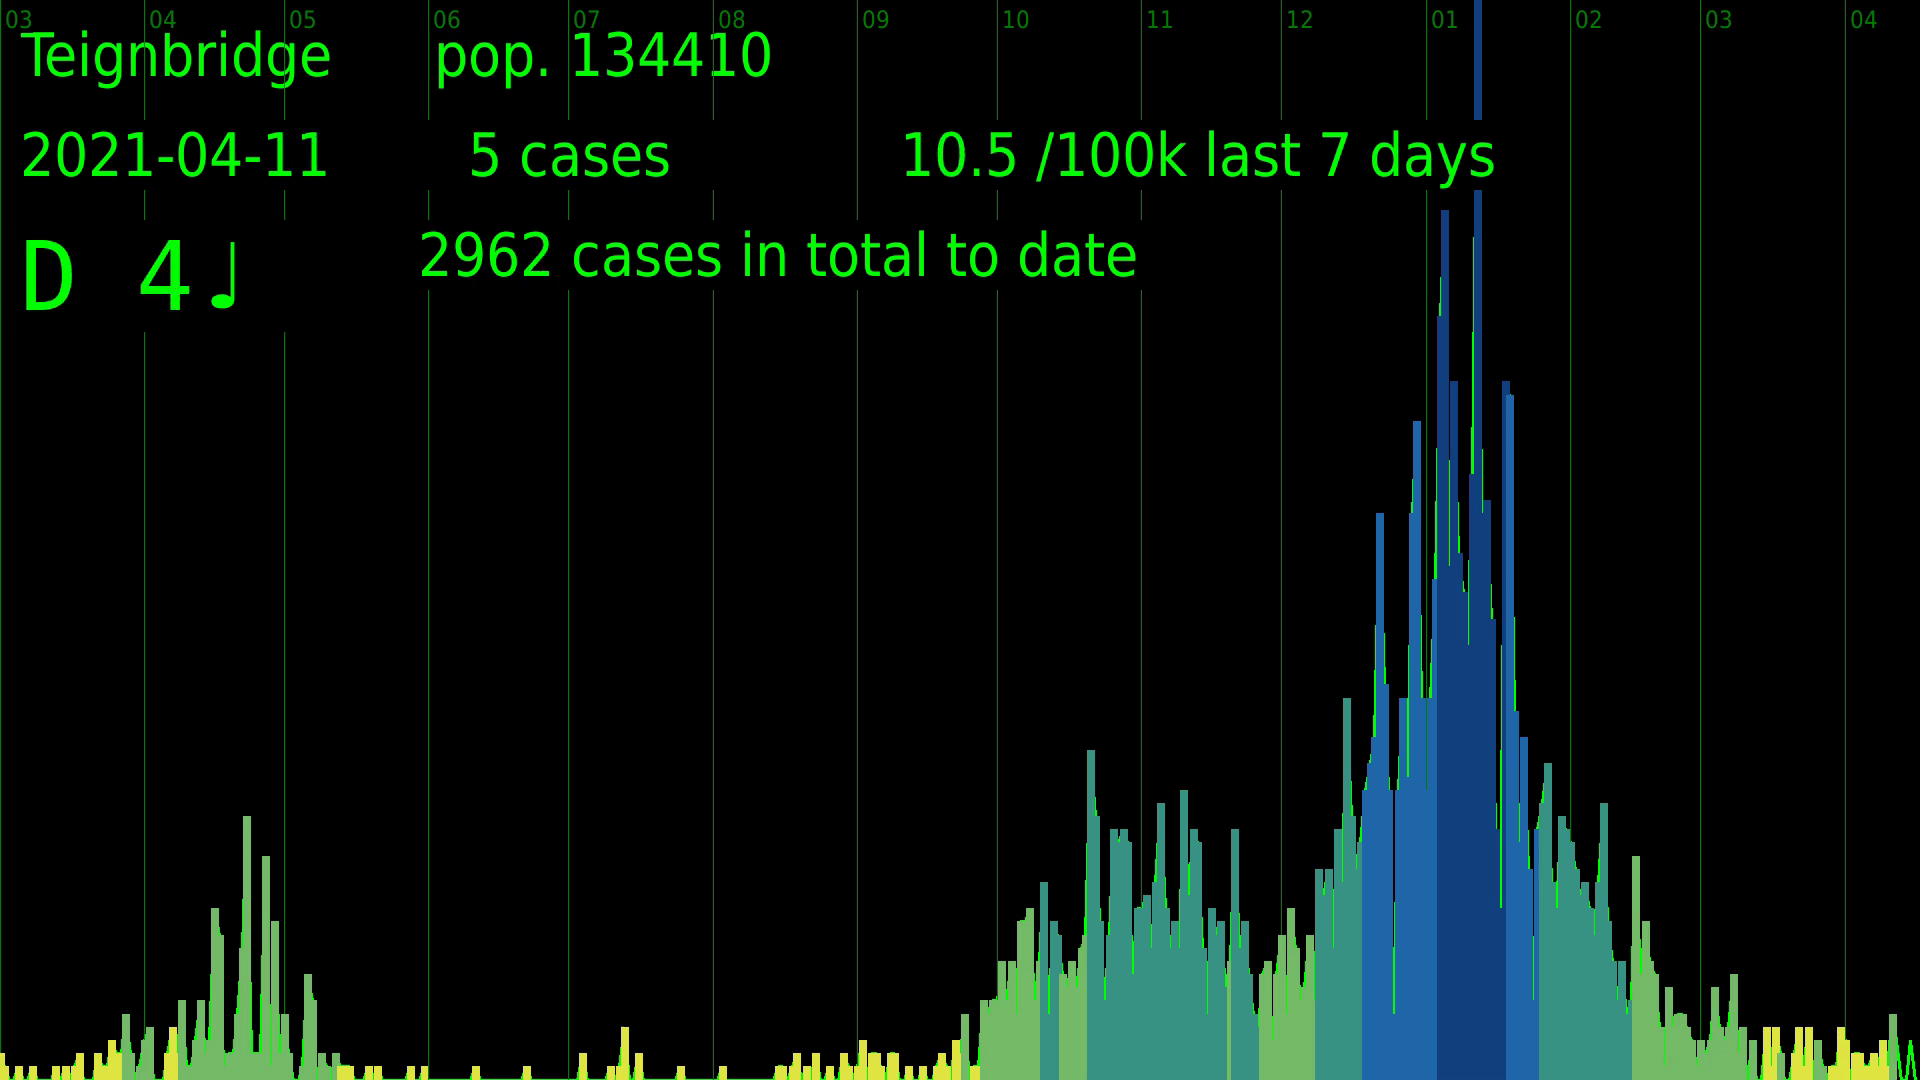 03 04 05 06 07 08 09 10 11 12 01 02 03 04
Teignbridge pop. 134410
2021-04-11 5 cases 10.5 /100k last 7 days
D 4♩ 2962 cases in total to date